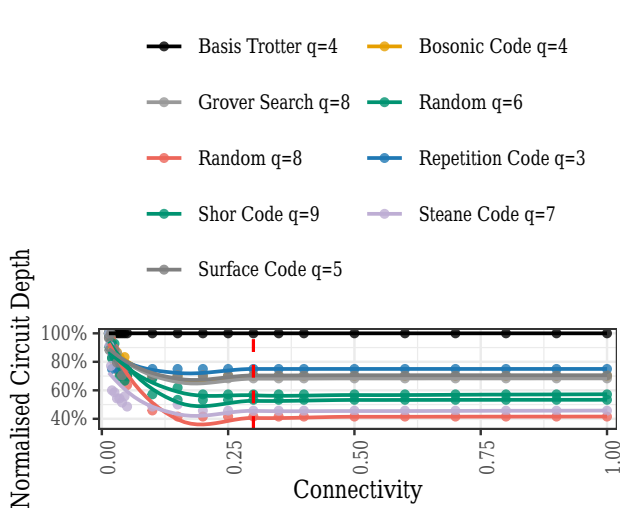 Basis Trotter q=4
Bosonic Code q=4
Grover Search q=8
Random q=6
Random q=8
Repetition Code q=3
Shor Code q=9
Steane Code q=7
Surface Code q=5
Normalised Circuit Depth
100%
80%
60%
40%
0.00
0.25
0.50
0.75
1.00
Connectivity